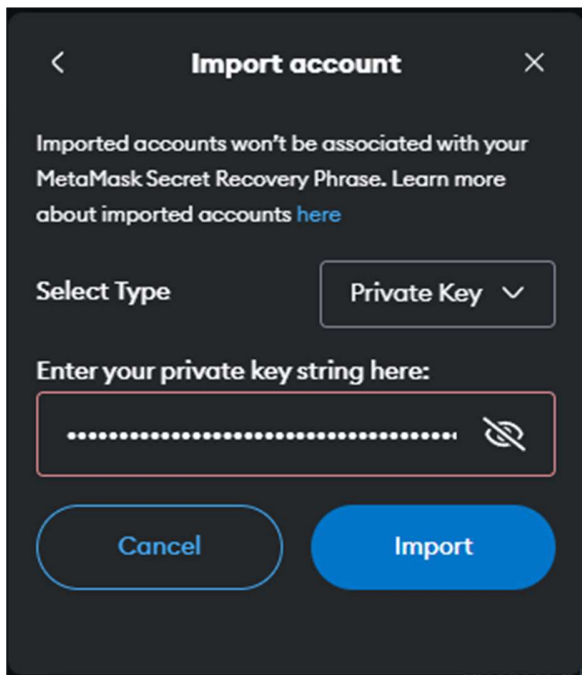 Import account
Imported accounts won't be associated with your
MetaMask Secret Recovery Phrase. Learn more
about imported accounts here
Select Type
Private Key
Enter your private key string here:
••••••••••••••••••••••••••••••••••••••
Cancel
Import